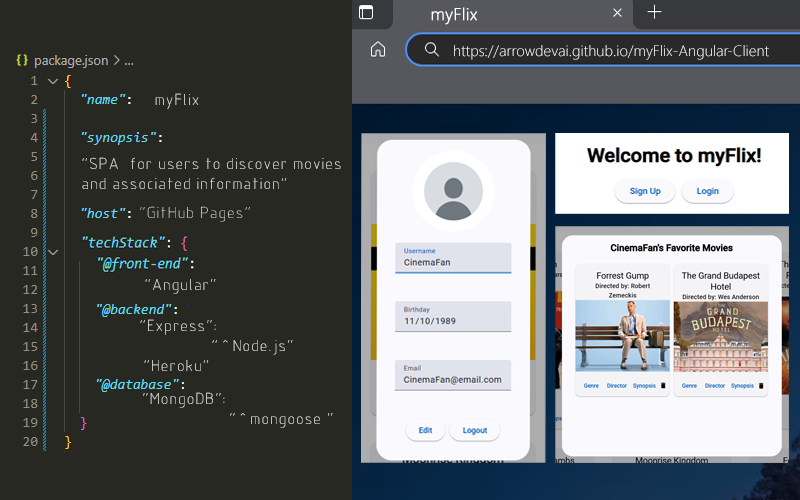 {} package.json > ...
1 {
2 "name": myFlix
3
4 "synopsis":
5 "SPA for users to discover movies
6 and associated information"
7
8 "host": "GitHub Pages"
9
10 "techStack": {
11 "@front-end":
12 "Angular"
13 "@backend":
14 "Express":
15 "^Node.js"
16 "Heroku"
17 "@database":
18 "MongoDB":
19 } "^mongoose "
20 }
myFlix
https://arrowdevai.github.io/myFlix-Angular-Client
Username
CinemaFan
Birthday
11/10/1989
Email
CinemaFan@email.com
Edit Logout
Moonrise Kingdom
Welcome to myFlix!
Sign Up Login
CinemaFan's Favorite Movies
Forrest Gump
Directed by: Robert
Zemeckis
Genre Director Synopsis
The Grand Budapest
Hotel
Directed by: Wes Anderson
GRAND
BUDAPEST
HOTEL
Genre Director Synopsis
Moonrise Kingdom